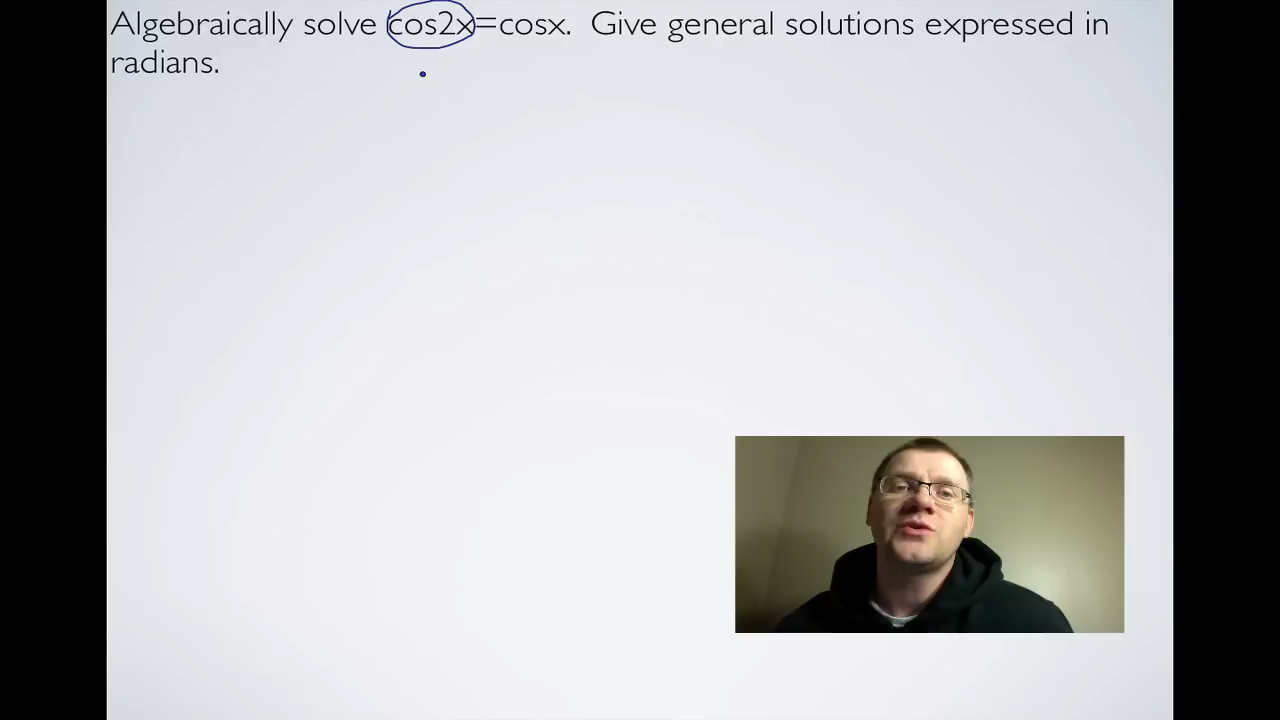 Algebraically solve cos2x=cosx.  Give general solutions expressed in
radians.